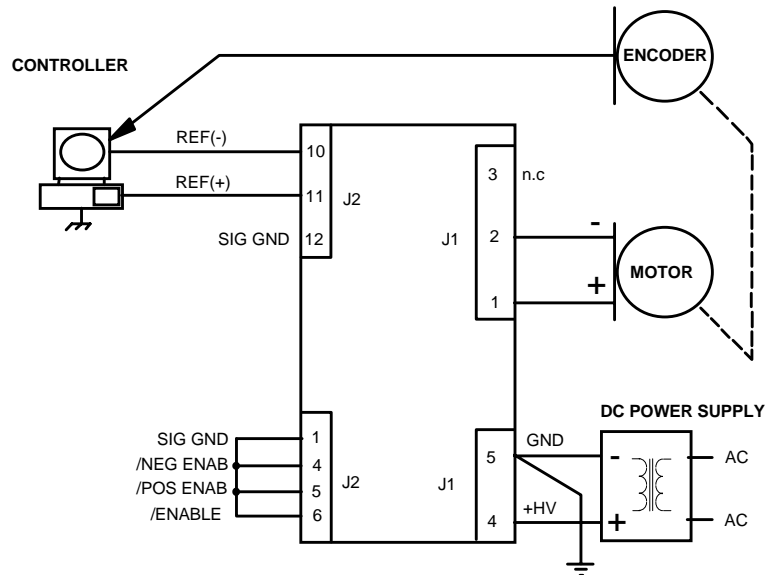 CONTROLLER
ENCODER
REF(-)
10
REF(+)
11
J2
SIG GND
12
3
n.c
J1
2
-
MOTOR
+
1
DC POWER SUPPLY
SIG GND
1
/NEG ENAB
4
/POS ENAB
5
J2
/ENABLE
6
J1
5
GND
-
AC
4
+HV
+
AC